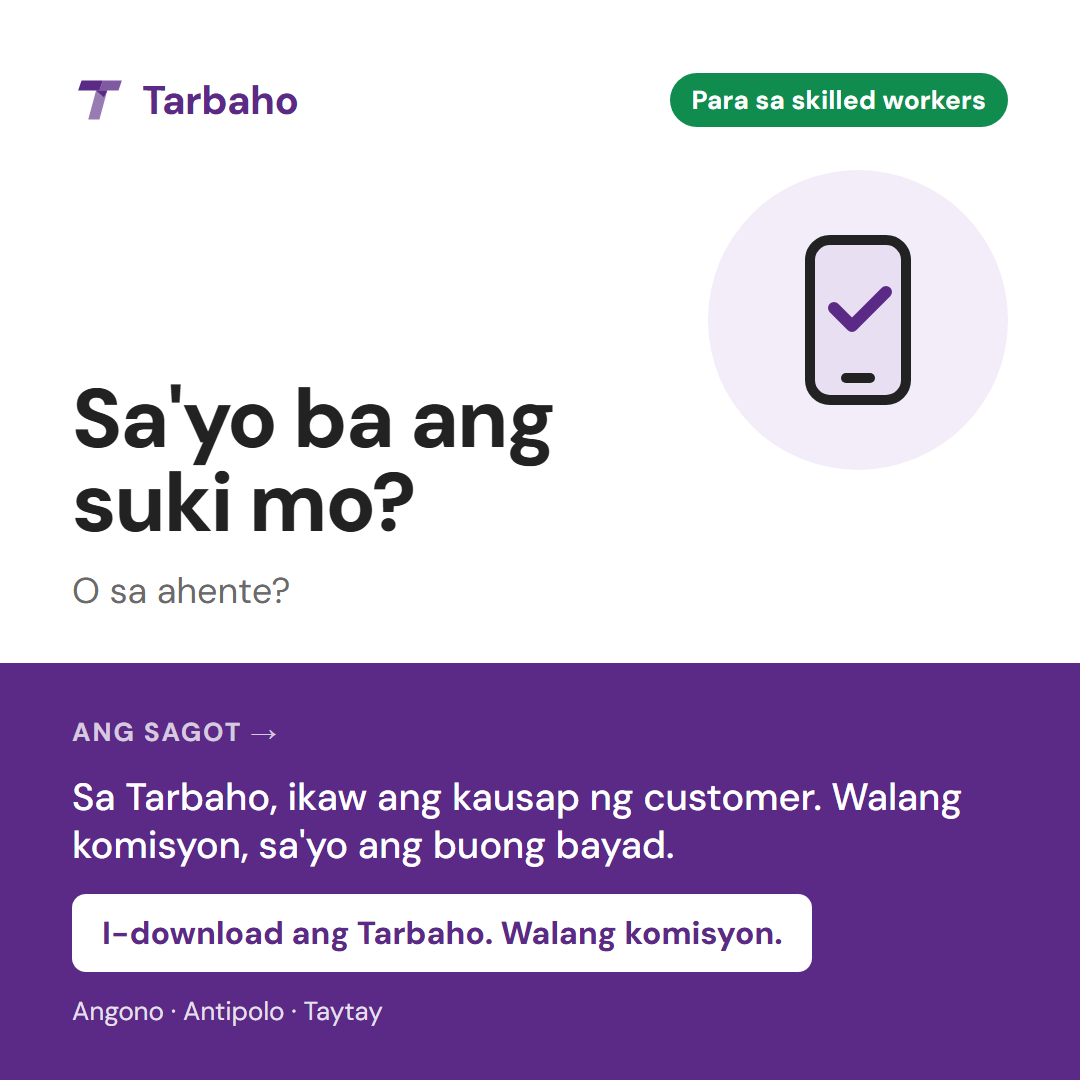 Tarbaho
Para sa skilled workers
Sa'yo ba ang
suki mo?
O sa ahente?
ANG SAGOT →
Sa Tarbaho, ikaw ang kausap ng customer. Walang
komisyon, sa'yo ang buong bayad.
I-download ang Tarbaho. Walang komisyon.
Angono · Antipolo · Taytay